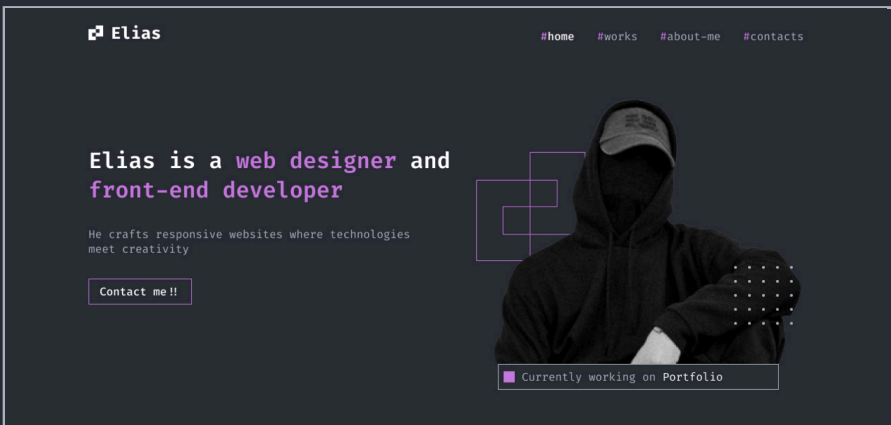 Elias
#home #works #about-me #contacts
Elias is a web designer and
front-end developer
He crafts responsive websites where technologies
meet creativity
Contact me!!
Currently working on Portfolio